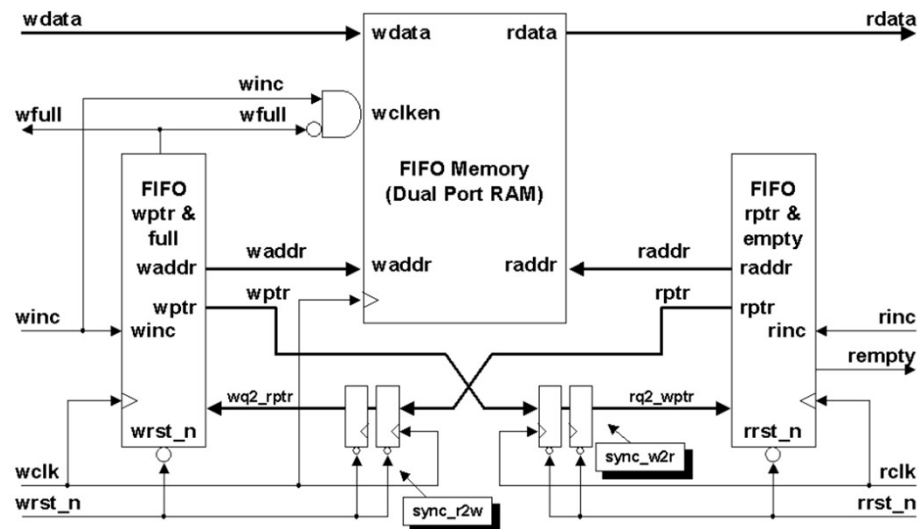 wdata
wdata
rdata
rdata
winc
wclken
wfull
wfull
FIFO Memory
(Dual Port RAM)
FIFO
wptr &
full
FIFO
rptr &
empty
waddr
waddr
waddr
raddr
raddr
raddr
wptr
wptr
rptr
rptr
winc
winc
rinc
rinc
rempty
wq2_rptr
rq2_wptr
wrst_n
rrst_n
sync_w2r
wclk
rclk
sync_r2w
wrst_n
rrst_n